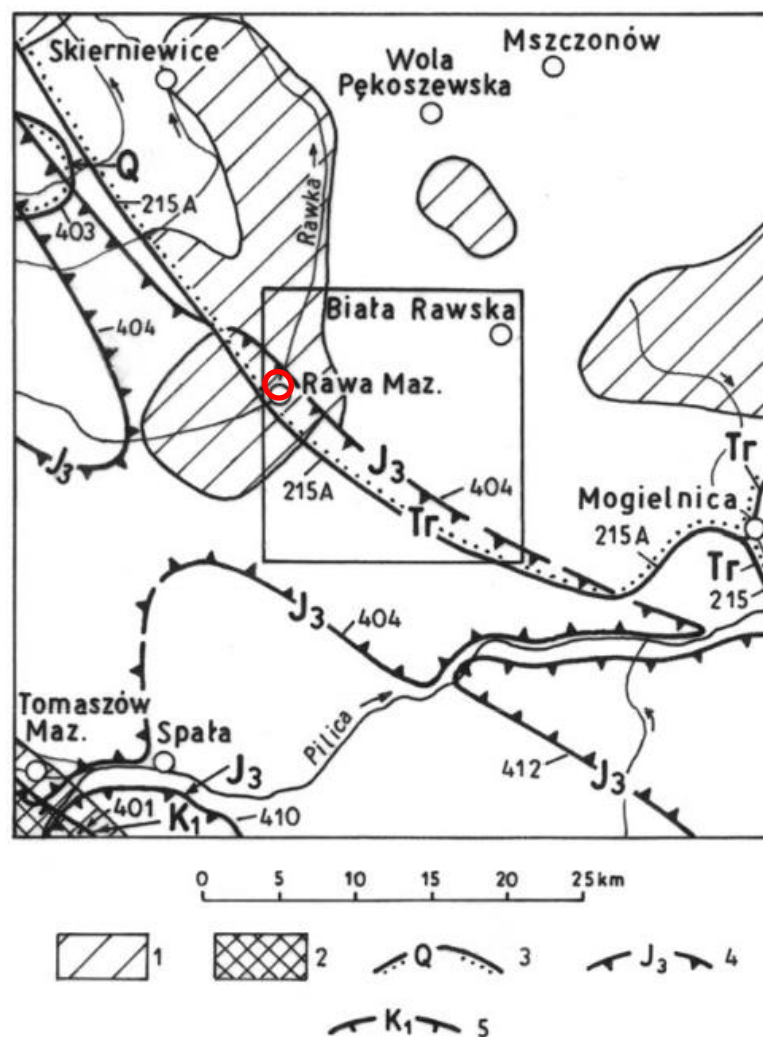 Skierniewice
Wola
Pękoszewska
Mszczonów
Q
215A
403
Rawka
404
Biała Rawska
Rawa Maz.
J3
J3
404
215A
Tr
Tr
Mogielnica
215A
Tr
215
J3
404
Tomaszów
Maz.
Spała
Pilica
J3
412
J3
401
K1
410
0 5 10 15 20 25 km
1
2
Q 3
J3 4
K1 5